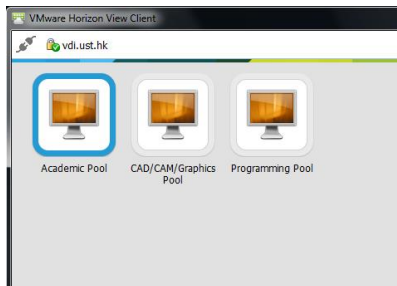 VMware Horizon View Client
vdi.ust.hk
Academic Pool
CAD/CAM/Graphics
Pool
Programming Pool